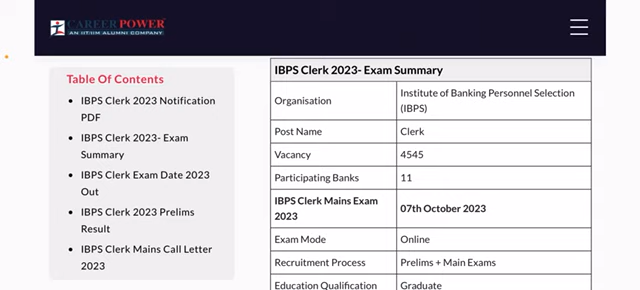 CAREER POWER
AN IIT/IIM ALUMNI COMPANY
Table Of Contents
IBPS Clerk 2023 Notification
PDF
IBPS Clerk 2023- Exam
Summary
IBPS Clerk Exam Date 2023
Out
IBPS Clerk 2023 Prelims
Result
IBPS Clerk Mains Call Letter
2023
IBPS Clerk 2023- Exam Summary
Organisation
Institute of Banking Personnel Selection
(IBPS)
Post Name
Clerk
Vacancy
4545
Participating Banks
11
IBPS Clerk Mains Exam
2023
07th October 2023
Exam Mode
Online
Recruitment Process
Prelims + Main Exams
Education Qualification
Graduate